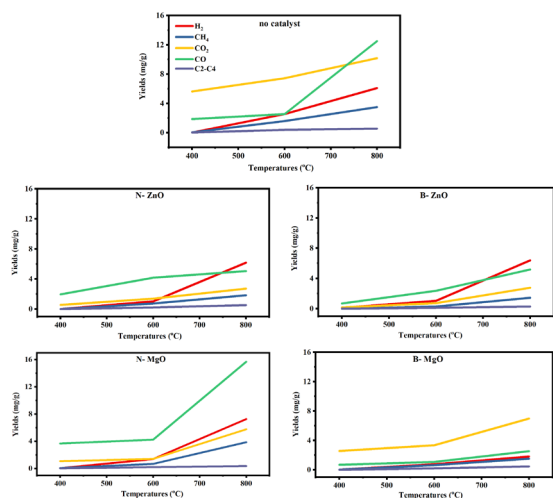 no catalyst
H₂
CH₄
CO₂
CO
C2-C4
Yields (mg/g)
16
12
8
4
0
400 500 600 700 800
Temperatures (°C)
N- ZnO
Yields (mg/g)
16
12
8
4
0
400 500 600 700 800
Temperatures (°C)
B- ZnO
Yields (mg/g)
16
12
8
4
0
400 500 600 700 800
Temperatures (°C)
N- MgO
Yields (mg/g)
16
12
8
4
0
400 500 600 700 800
Temperatures (°C)
B- MgO
Yields (mg/g)
16
12
8
4
0
400 500 600 700 800
Temperatures (°C)